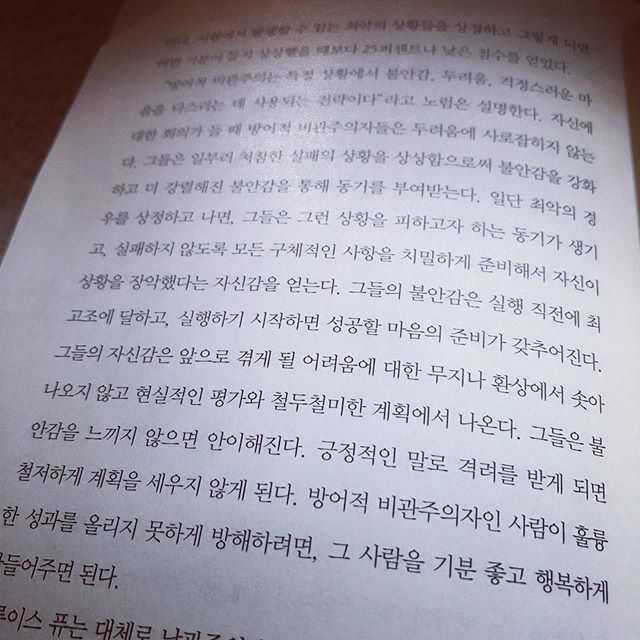 시험에서 발생할 수 있는 최악의 상황들을 상정하고 그렇게 되면
어떤 기분이 들지 상상했을 때보다 25퍼센트나 낮은 점수를 얻었다.
“방어적 비관주의는 특정 상황에서 불안감, 두려움, 걱정스러운 마
음을 다스리는 데 사용되는 전략이다”라고 노럼은 설명한다. 자신에
대한 회의가 들 때 방어적 비관주의자들은 두려움에 사로잡히지 않는
다. 그들은 일부러 처참한 실패의 상황을 상상함으로써 불안감을 강화
하고 더 강렬해진 불안감을 통해 동기를 부여받는다. 일단 최악의 경
우를 상정하고 나면, 그들은 그런 상황을 피하고자 하는 동기가 생기
고, 실패하지 않도록 모든 구체적인 사항을 치밀하게 준비해서 자신이
상황을 장악했다는 자신감을 얻는다. 그들의 불안감은 실행 직전에 최
고조에 달하고, 실행하기 시작하면 성공할 마음의 준비가 갖추어진다.
그들의 자신감은 앞으로 겪게 될 어려움에 대한 무지나 환상에서 솟아
나오지 않고 현실적인 평가와 철두철미한 계획에서 나온다. 그들은 불
안감을 느끼지 않으면 안이해진다. 긍정적인 말로 격려를 받게 되면
철저하게 계획을 세우지 않게 된다. 방어적 비관주의자인 사람이 훌륭
한 성과를 올리지 못하게 방해하려면, 그 사람을 기분 좋고 행복하게
만들어주면 된다.
루이스 퓨는 대체로